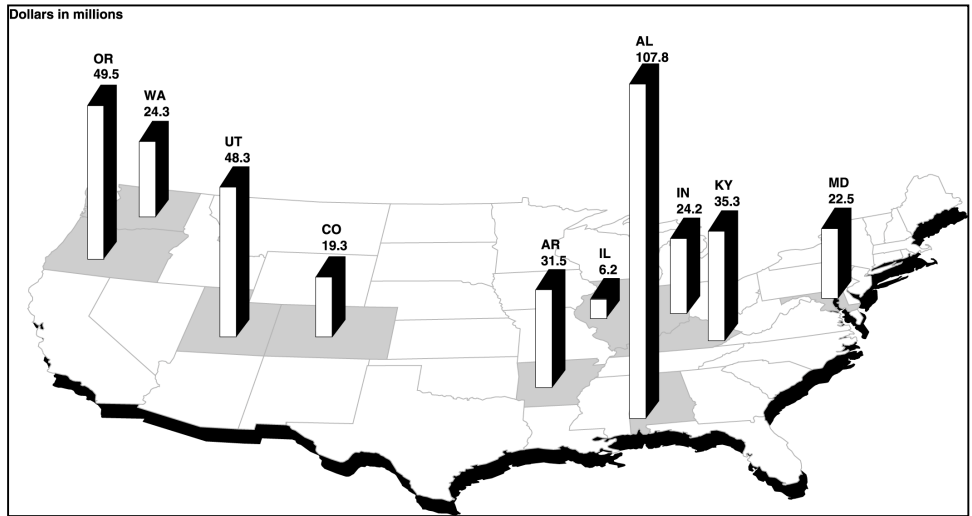 Dollars in millions
OR
49.5
WA
24.3
UT
48.3
CO
19.3
AR
31.5
IL
6.2
AL
107.8
IN
24.2
KY
35.3
MD
22.5